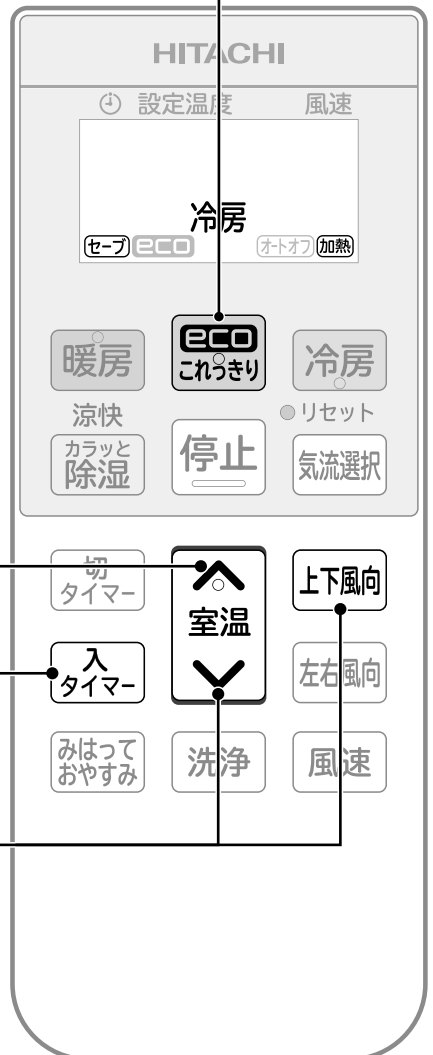 HITACHI
設定温度 風速
冷房
セーブ eco オートオフ 加熱
暖房 eco これっきり 冷房
涼快 リセット
カラッと除湿 停止 気流選択
切タイマー 室温 上下風向
入タイマー 左右風向
みはっておやすみ 洗浄 風速